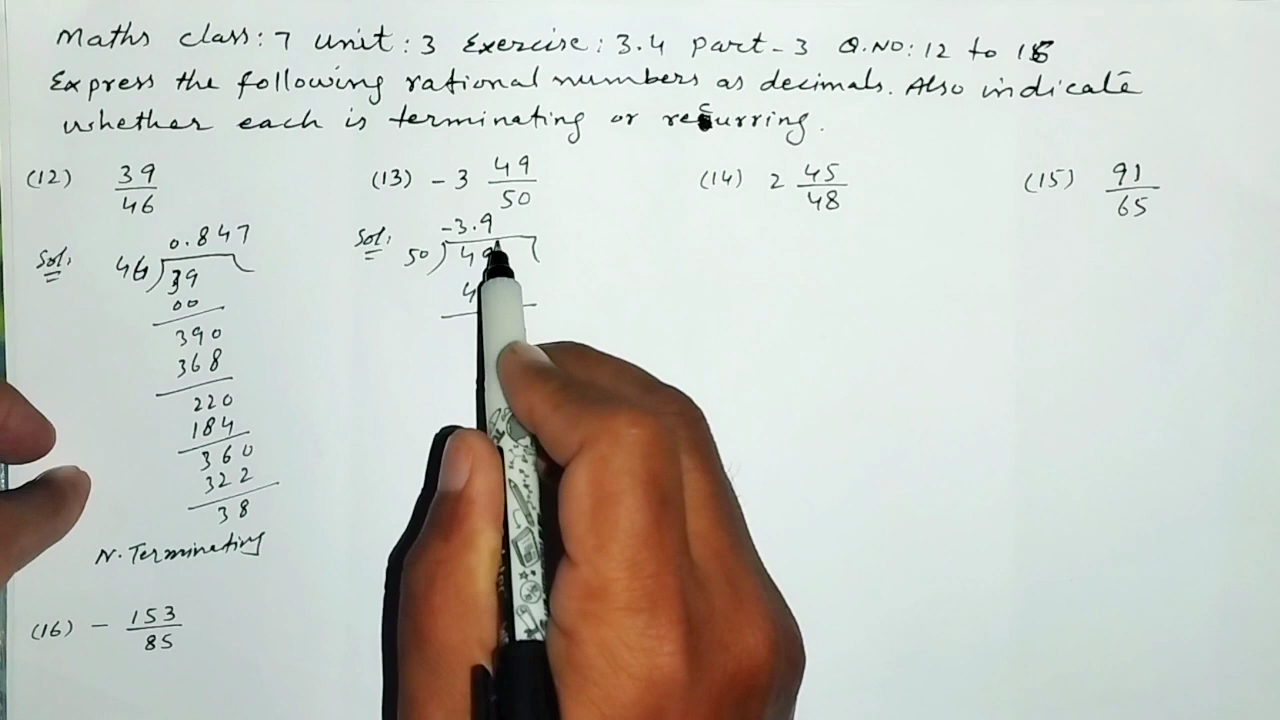 Maths class: 7 unit: 3 Exercise: 3.4 part-3 Q.NO: 12 to 16
Express the following rational numbers as decimals. Also indicate
whether each is terminating or recurring.
(12) 39/46
Sol:
0.847
46) 39
00
390
368
220
184
360
322
38
N. Terminating
(13) -3 49/50
Sol:
-3.9
50) 49
4
(14) 2 45/48
(15) 91/65
(16) - 153/85